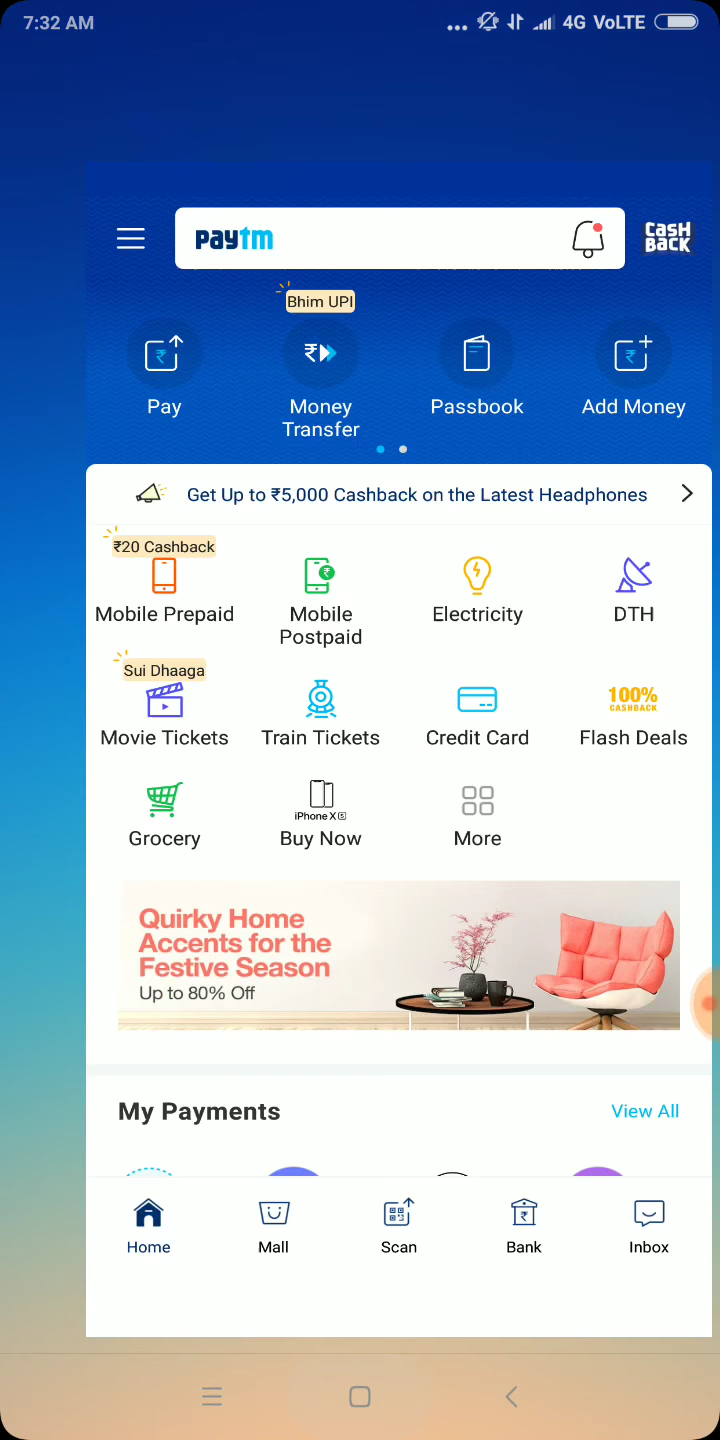 7:32 AM
4G VoLTE
paytm
CASH
BACK
Bhim UPI
Pay
Money
Transfer
Passbook
Add Money
Get Up to ₹5,000 Cashback on the Latest Headphones
₹20 Cashback
Mobile Prepaid
Mobile
Postpaid
Electricity
DTH
Sui Dhaaga
100%
CASHBACK
Movie Tickets
Train Tickets
Credit Card
Flash Deals
iPhone XS
Grocery
Buy Now
More
Quirky Home
Accents for the
Festive Season
Up to 80% Off
My Payments
View All
Home
Mall
Scan
Bank
Inbox